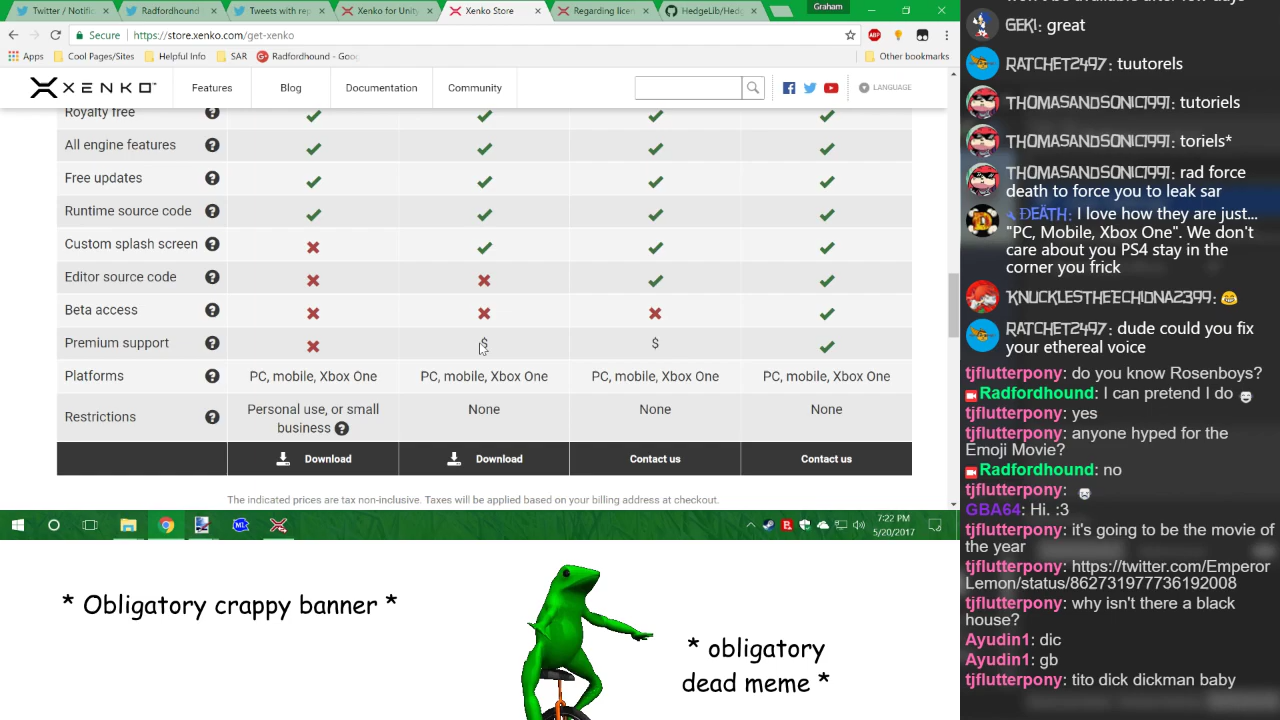 Twitter / Notific
Radfordhound
Tweets with rep
Xenko for Unity
Xenko Store
Regarding licen
HedgeLib/Hedg
Graham
Secure
https://store.xenko.com/get-xenko
Apps
Cool Pages/Sites
Helpful Info
SAR
Radfordhound - Goo
Other bookmarks
XENKO
Features
Blog
Documentation
Community
LANGUAGE
Royalty free
All engine features
Free updates
Runtime source code
Custom splash screen
Editor source code
Beta access
Premium support $ $
Platforms PC, mobile, Xbox One PC, mobile, Xbox One PC, mobile, Xbox One PC, mobile, Xbox One
Restrictions Personal use, or small None None None
business
Download Download Contact us Contact us
The indicated prices are tax non-inclusive. Taxes will be applied based on your billing address at checkout.
7:22 PM
5/20/2017
* Obligatory crappy banner *
* obligatory
dead meme *
GEKI: great
RATCHET2497: tuutorels
THOMASANDSONIC1991: tutoriels
THOMASANDSONIC1991: toriels*
THOMASANDSONIC1991: rad force
death to force you to leak sar
DEÄTH: I love how they are just...
"PC, Mobile, Xbox One". We don't
care about you PS4 stay in the
corner you frick
KNUCKLESTHEECHIDNA2399:
RATCHET2497: dude could you fix
your ethereal voice
tjflutterpony: do you know Rosenboys?
Radfordhound: I can pretend I do
tjflutterpony: yes
tjflutterpony: anyone hyped for the
Emoji Movie?
Radfordhound: no
tjflutterpony:
GBA64: Hi. :3
tjflutterpony: it's going to be the movie of
the year
tjflutterpony: https://twitter.com/Emperor
Lemon/status/862731977736192008
tjflutterpony: why isn't there a black
house?
Ayudin1: dic
Ayudin1: gb
tjflutterpony: tito dick dickman baby